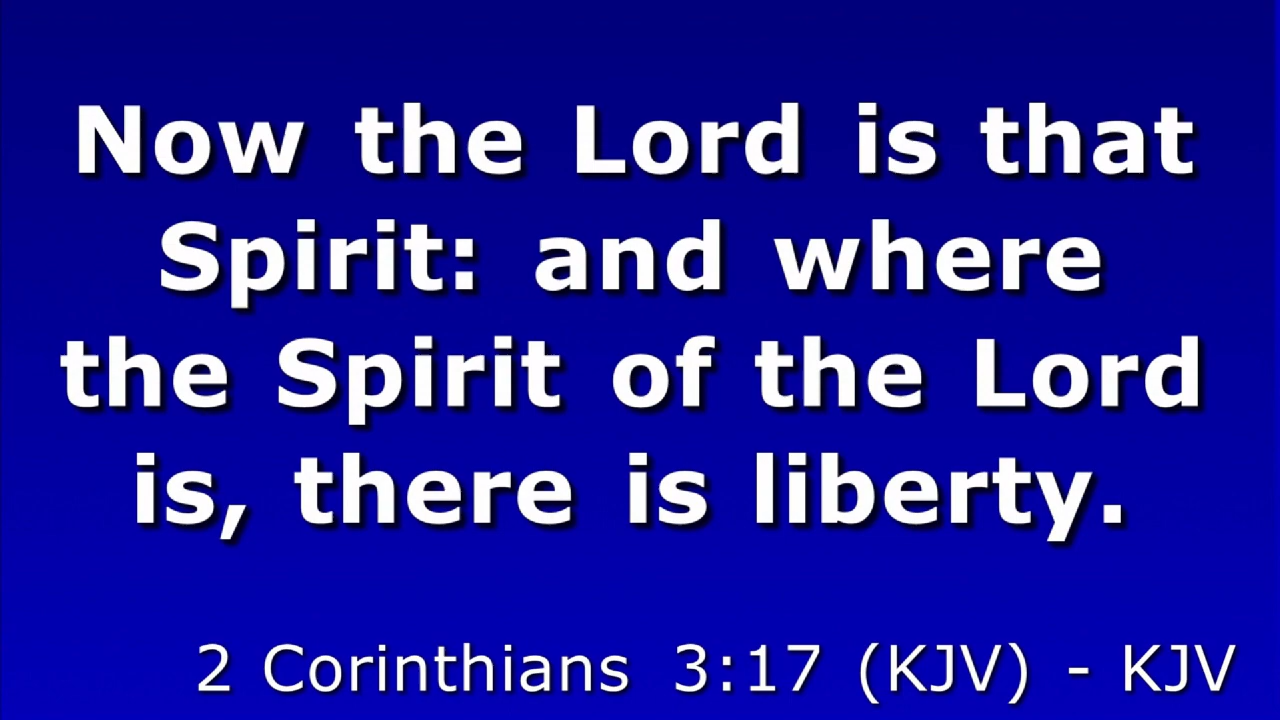 Now the Lord is that
Spirit: and where
the Spirit of the Lord
is, there is liberty.
2 Corinthians 3:17 (KJV) - KJV